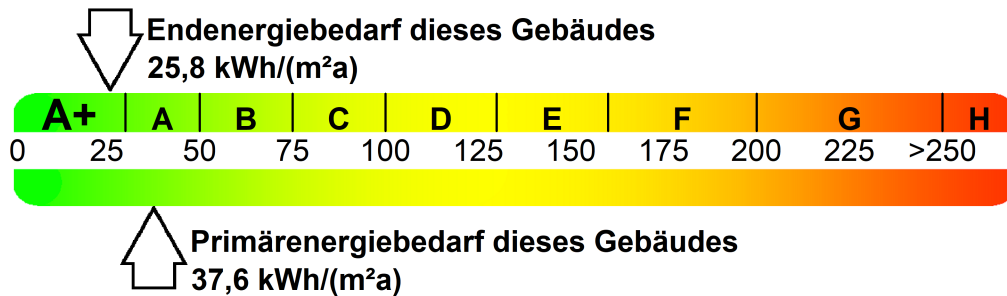 Endenergiebedarf dieses Gebäudes
25,8 kWh/(m²a)
A+ A B C D E F G H
0 25 50 75 100 125 150 175 200 225 >250
Primärenergiebedarf dieses Gebäudes
37,6 kWh/(m²a)